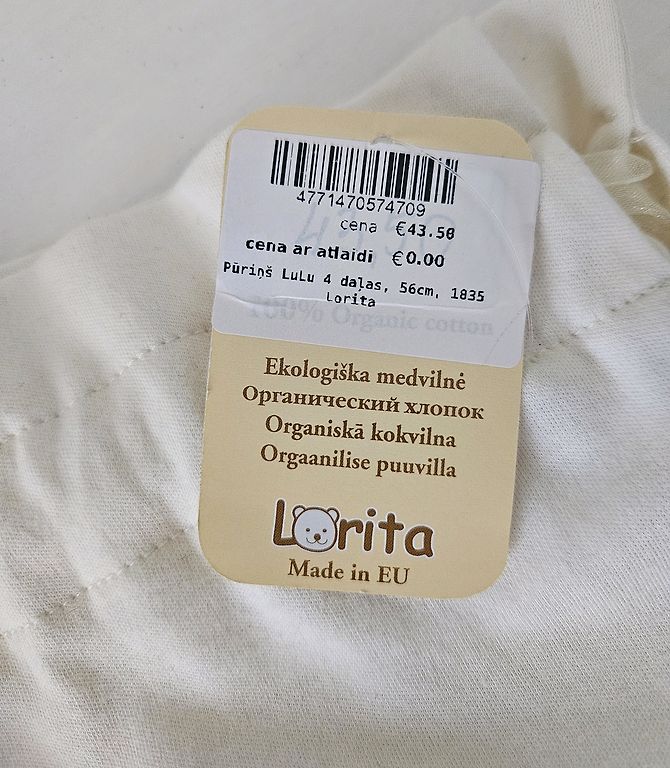 4771470574709
cena €43.50
cena ar atlaidi €0.00
Pūriņš LuLu 4 daļas, 56cm, 1835
Lorita
100% Organic cotton
Ekologiška medvilnė
Органический хлопок
Organiskā kokvilna
Orgaanilise puuvilla
Lorita
Made in EU